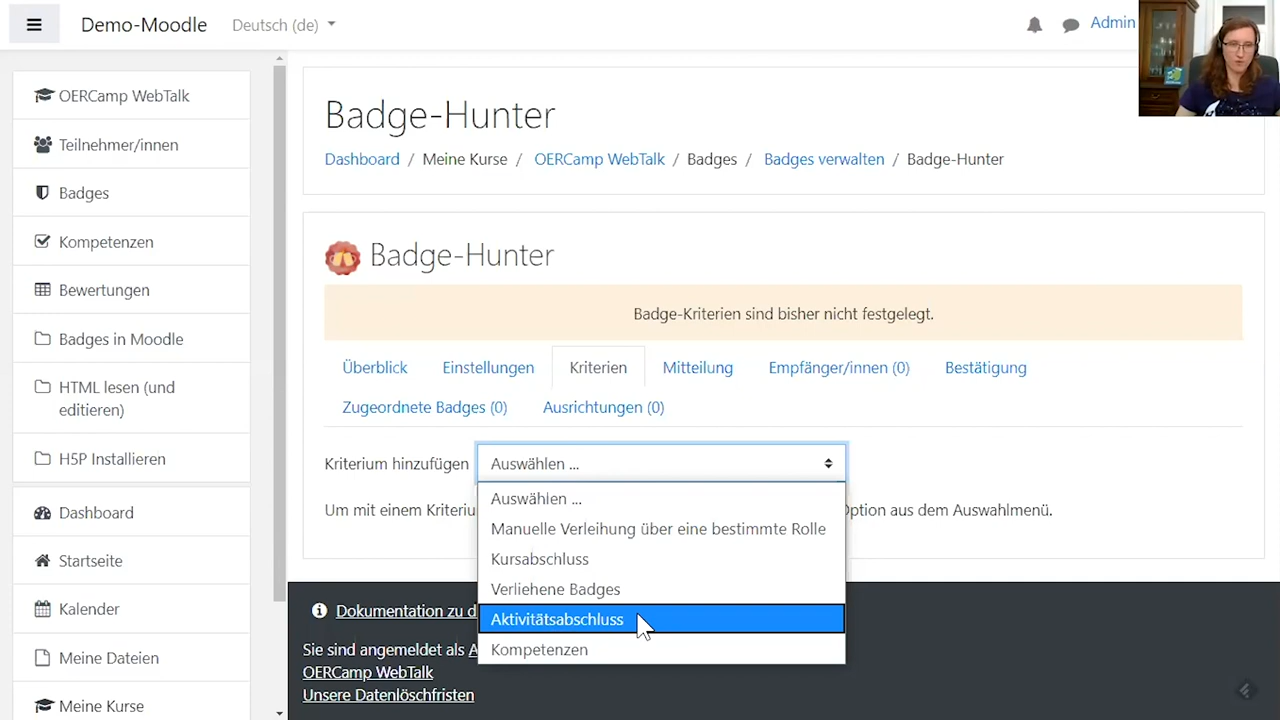 Demo-Moodle
Deutsch (de)
Admin
OERCamp WebTalk
Teilnehmer/innen
Badges
Kompetenzen
Bewertungen
Badges in Moodle
HTML lesen (und
editieren)
H5P Installieren
Dashboard
Startseite
Kalender
Meine Dateien
Meine Kurse
Badge-Hunter
Dashboard / Meine Kurse / OERCamp WebTalk / Badges / Badges verwalten / Badge-Hunter
Badge-Hunter
Badge-Kriterien sind bisher nicht festgelegt.
Überblick Einstellungen Kriterien Mitteilung Empfänger/innen (0) Bestätigung
Zugeordnete Badges (0) Ausrichtungen (0)
Kriterium hinzufügen Auswählen ...
Auswählen ...
Um mit einem Kriteriu Option aus dem Auswahlmenü.
Manuelle Verleihung über eine bestimmte Rolle
Kursabschluss
Verliehene Badges
Aktivitätsabschluss
Kompetenzen
Dokumentation zu d
Sie sind angemeldet als A
OERCamp WebTalk
Unsere Datenlöschfristen